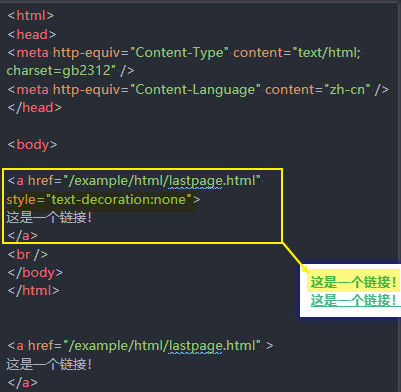 <html>
<head>
<meta http-equiv="Content-Type" content="text/html;
charset=gb2312" />
<meta http-equiv="Content-Language" content="zh-cn" />
</head>
<body>
<a href="/example/html/lastpage.html"
style="text-decoration:none">
这是一个链接!
</a>
<br />
</body>
</html>
这是一个链接!
这是一个链接!
<a href="/example/html/lastpage.html" >
这是一个链接!
</a>